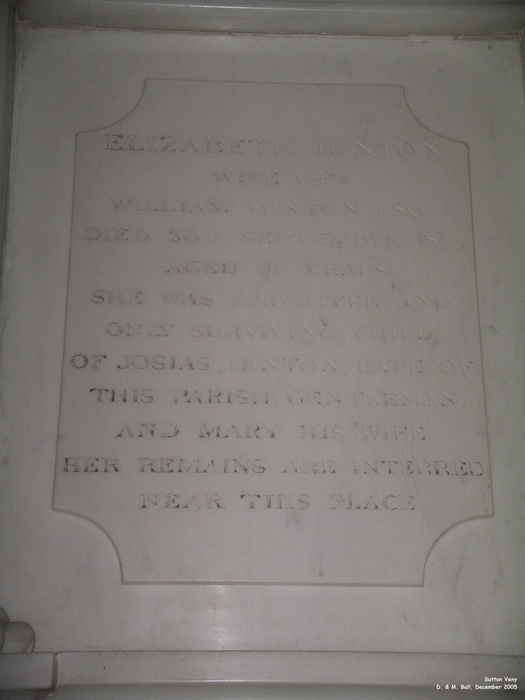 ELIZABETH HINTON
WIFE OF
WILLIAM HINTON ESQR
DIED 30TH SEPTEMBER
AGED YEARS.
SHE WAS DAUGHTER AND
ONLY SURVIVING CHILD,
OF JOSIAS HINTON, LATE OF
THIS PARISH, GENTLEMAN,
AND MARY HIS WIFE
HER REMAINS ARE INTERRED
NEAR THIS PLACE
Sutton Veny
D. & M. Ball, December 2005